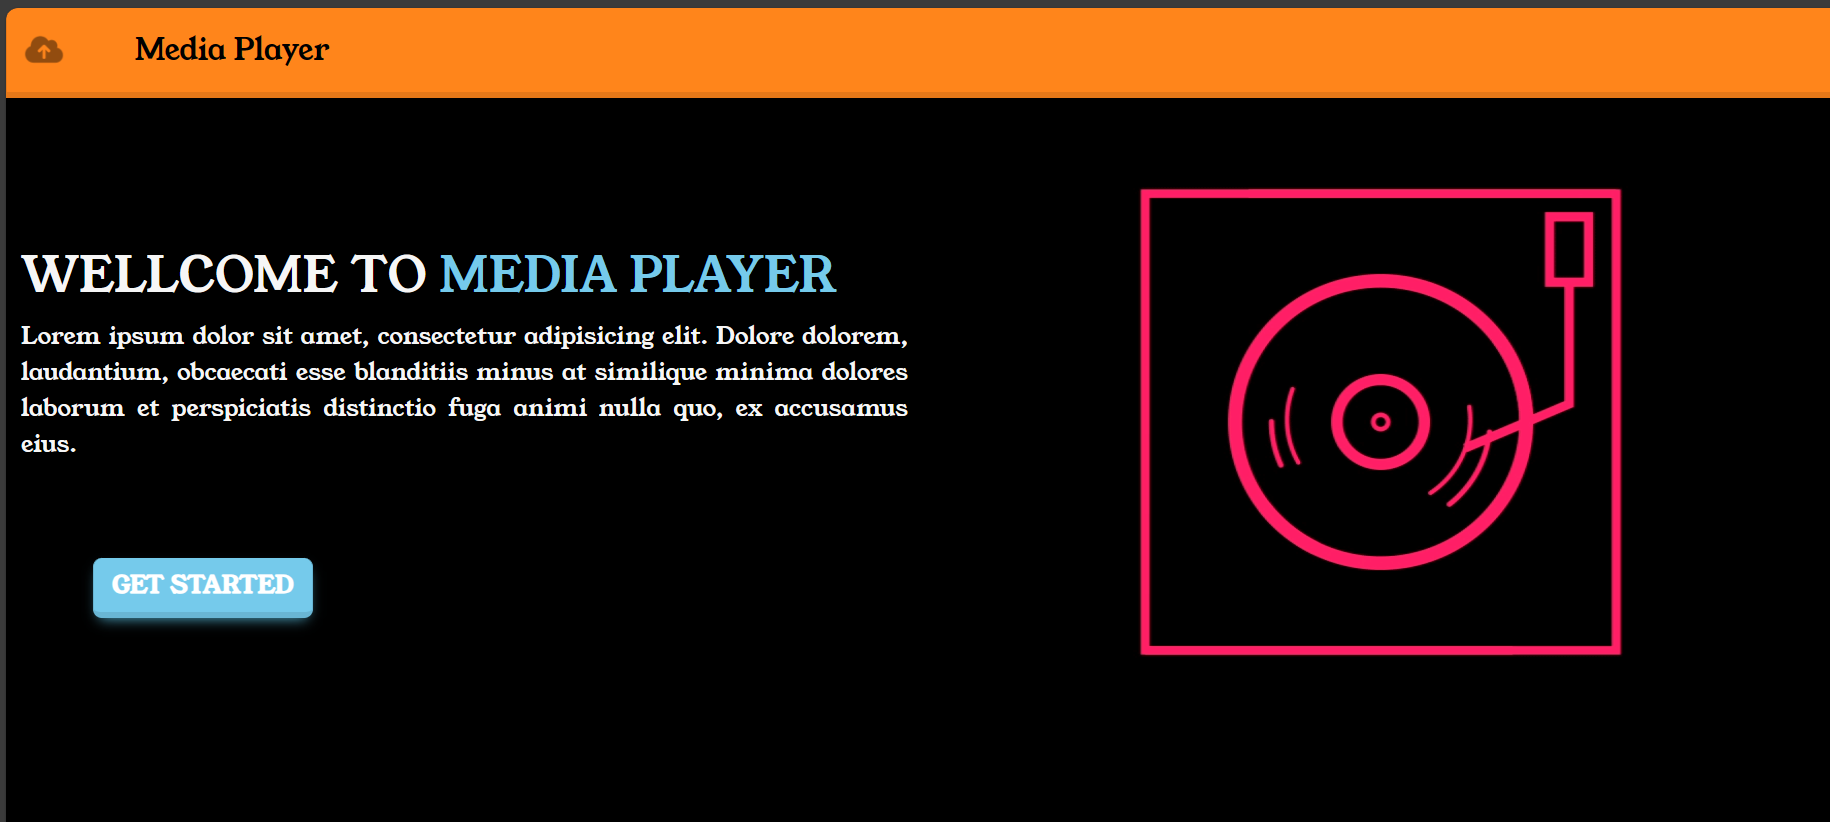 Media Player
WELLCOME TO MEDIA PLAYER
Lorem ipsum dolor sit amet, consectetur adipisicing elit. Dolore dolorem,
laudantium, obcaecati esse blanditiis minus at similique minima dolores
laborum et perspiciatis distinctio fuga animi nulla quo, ex accusamus
eius.
GET STARTED